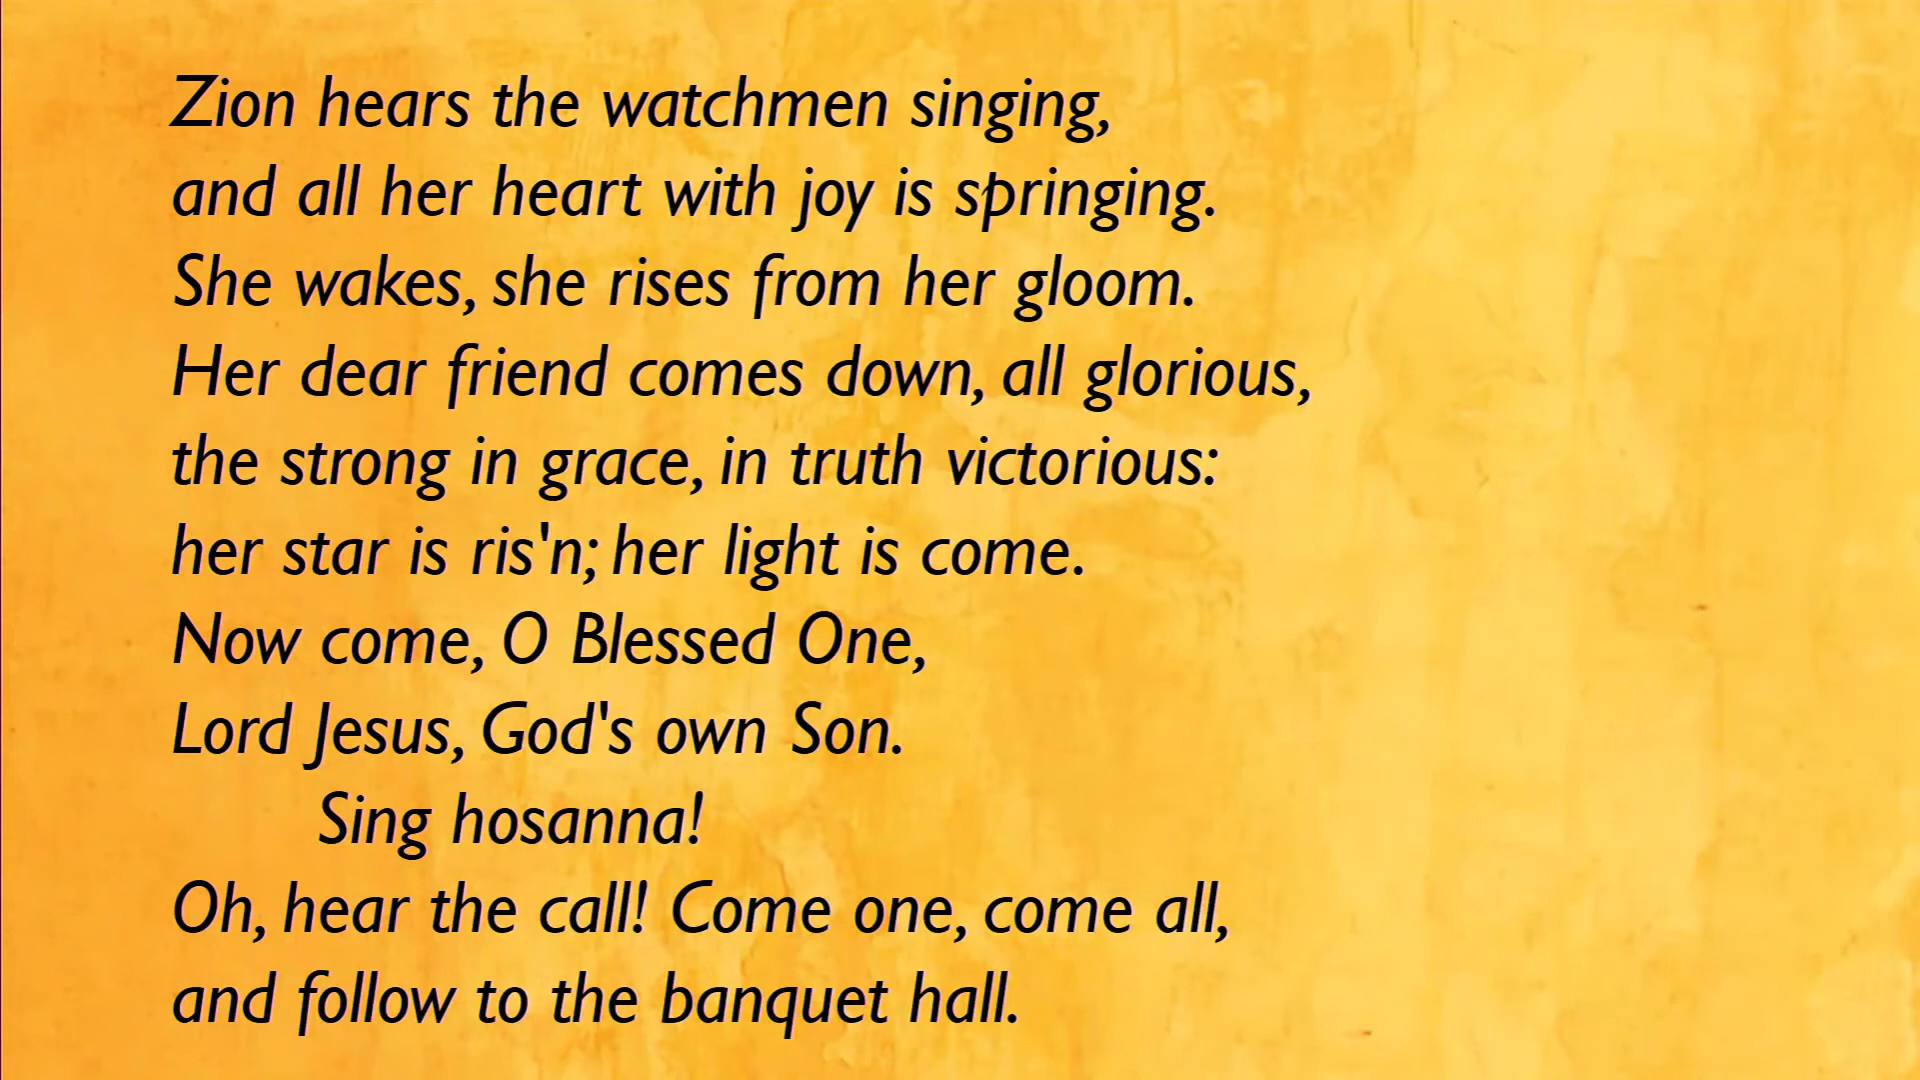 Zion hears the watchmen singing,
and all her heart with joy is springing.
She wakes, she rises from her gloom.
Her dear friend comes down, all glorious,
the strong in grace, in truth victorious:
her star is ris'n; her light is come.
Now come, O Blessed One,
Lord Jesus, God's own Son.
Sing hosanna!
Oh, hear the call! Come one, come all,
and follow to the banquet hall.